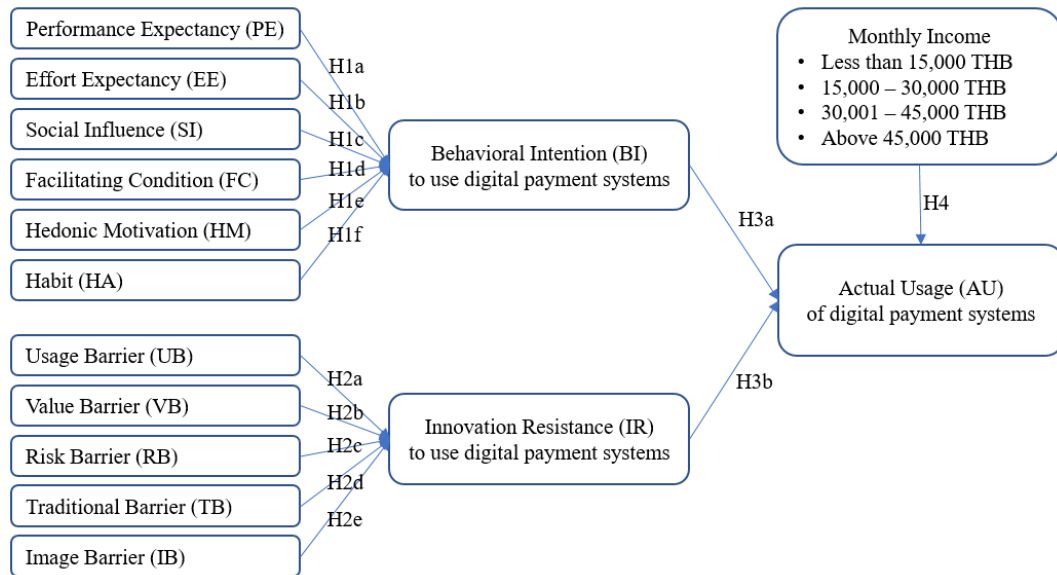 Performance Expectancy (PE)
Effort Expectancy (EE)
Social Influence (SI)
Facilitating Condition (FC)
Hedonic Motivation (HM)
Habit (HA)
H1a
H1b
H1c
H1d
H1e
H1f
Behavioral Intention (BI)
to use digital payment systems
Usage Barrier (UB)
Value Barrier (VB)
Risk Barrier (RB)
Traditional Barrier (TB)
Image Barrier (IB)
H2a
H2b
H2c
H2d
H2e
Innovation Resistance (IR)
to use digital payment systems
H3a
H3b
Monthly Income
• Less than 15,000 THB
• 15,000 – 30,000 THB
• 30,001 – 45,000 THB
• Above 45,000 THB
H4
Actual Usage (AU)
of digital payment systems